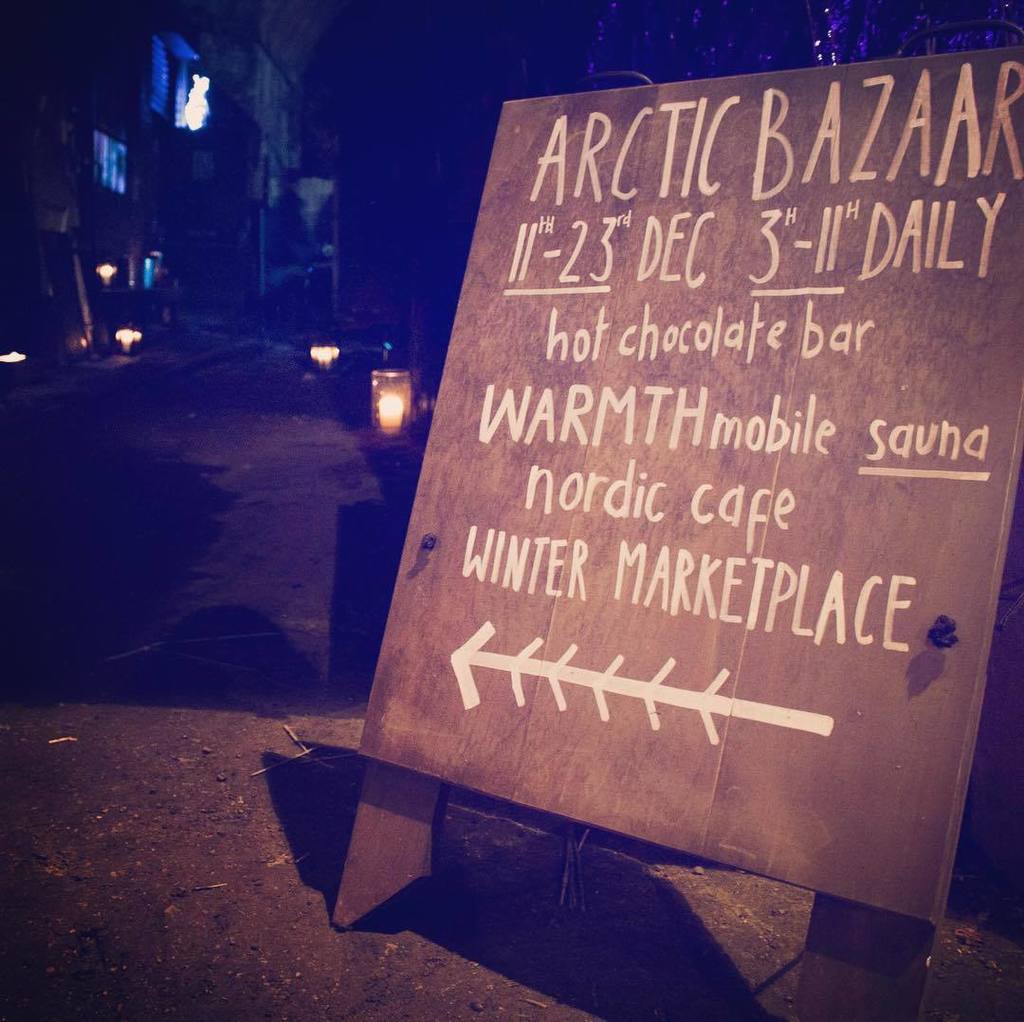 ARCTIC BAZAAR
11th-23rd DEC 3H-11H DAILY
hot chocolate bar
WARMTH mobile sauna
nordic cafe
WINTER MARKETPLACE